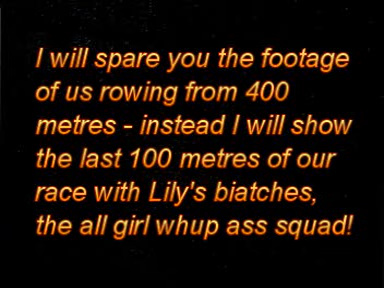 I will spare you the footage
of us rowing from 400
metres - instead I will show
the last 100 metres of our
race with Lily's biatches,
the all girl whup ass squad!